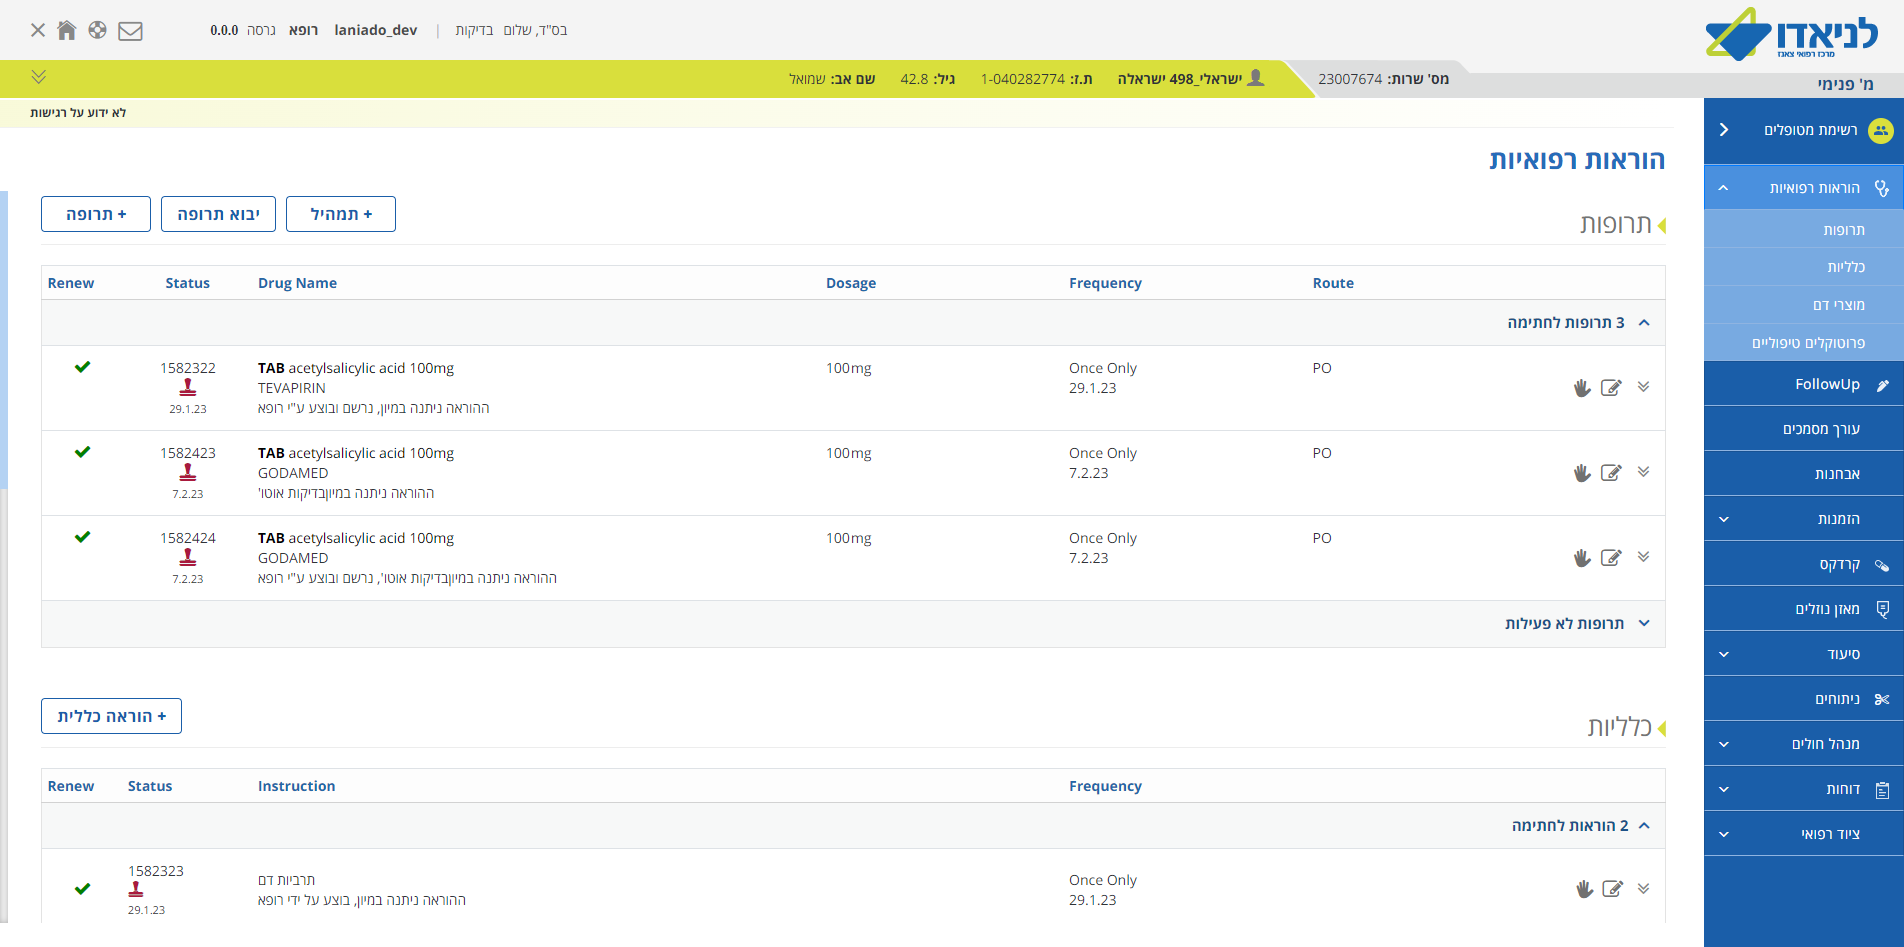 לניאדו
מרכז רפואי צאנז
בס"ד, שלום בדיקות | laniado_dev רופא גרסה 0.0.0
מ' פנימי
מס' שרות: 23007674
ישראלי_498 ישראלה ת.ז: 1-040282774 גיל: 42.8 שם אב: שמואל
לא ידוע על רגישות
רשימת מטופלים
הוראות רפואיות
תרופות
כלליות
מוצרי דם
פרוטוקלים טיפוליים
FollowUp
עורך מסמכים
אבחנות
הזמנות
קרדקס
מאזן נוזלים
סיעוד
ניתוחים
מנהל חולים
דוחות
ציוד רפואי
הוראות רפואיות
תרופות
+ תמהיל
יבוא תרופה
+ תרופה
Renew Status Drug Name Dosage Frequency Route
3 תרופות לחתימה
1582322 TAB acetylsalicylic acid 100mg 100mg Once Only PO
TEVAPIRIN 29.1.23
29.1.23 ההוראה ניתנה במיון, נרשם ובוצע ע"י רופא
1582423 TAB acetylsalicylic acid 100mg 100mg Once Only PO
GODAMED 7.2.23
7.2.23 ההוראה ניתנה במיוןבדיקות אוטו'
1582424 TAB acetylsalicylic acid 100mg 100mg Once Only PO
GODAMED 7.2.23
7.2.23 ההוראה ניתנה במיוןבדיקות אוטו', נרשם ובוצע ע"י רופא
תרופות לא פעילות
כלליות
+ הוראה כללית
Renew Status Instruction Frequency
2 הוראות לחתימה
1582323
תרביות דם Once Only
ההוראה ניתנה במיון, בוצע על ידי רופא 29.1.23
29.1.23